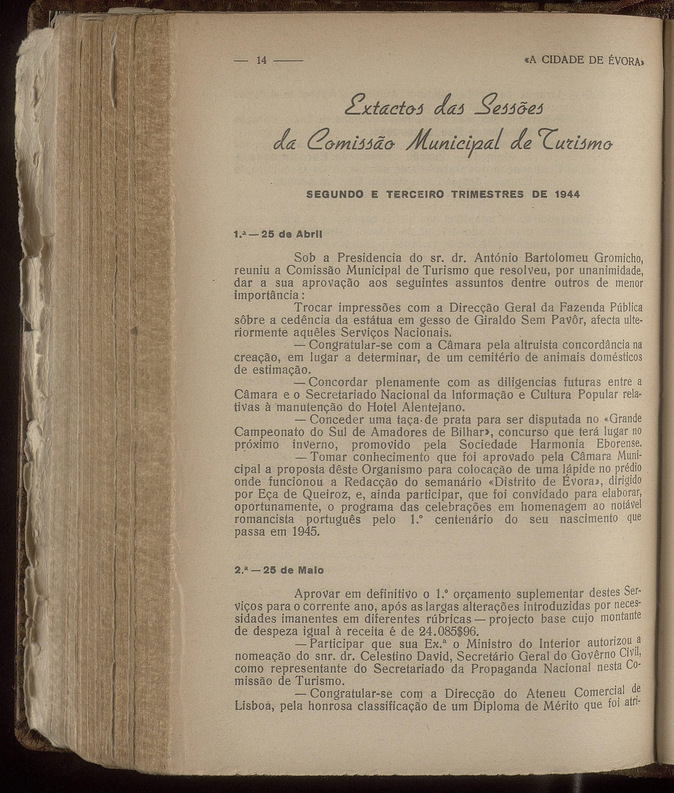 — 14 —
«A CIDADE DE ÉVORA»
Extactos das Sessões
da Comissão Municipal de Turismo
SEGUNDO E TERCEIRO TRIMESTRES DE 1944
1.ª — 25 de Abril
Sob a Presidencia do sr. dr. António Bartolomeu Gromicho,
reuniu a Comissão Municipal de Turismo que resolveu, por unanimidade,
dar a sua aprovação aos seguintes assuntos dentre outros de menor
importância :
Trocar impressões com a Direcção Geral da Fazenda Pública
sôbre a cedência da estátua em gesso de Giraldo Sem Pavôr, afecta ulte-
riormente aquêles Serviços Nacionais.
— Congratular-se com a Câmara pela altruista concordância na
creação, em lugar a determinar, de um cemitério de animais domésticos
de estimação.
— Concordar plenamente com as diligencias futuras entre a
Câmara e o Secretariado Nacional da Informação e Cultura Popular rela-
tivas à manutenção do Hotel Alentejano.
— Conceder uma taça de prata para ser disputada no «Grande
Campeonato do Sul de Amadores de Bilhar», concurso que terá lugar no
próximo inverno, promovido pela Sociedade Harmonia Eborense.
— Tomar conhecimento que foi aprovado pela Câmara Muni-
cipal a proposta dêste Organismo para colocação de uma lápide no prédio
onde funcionou a Redacção do semanário «Distrito de Évora», dirigido
por Eça de Queiroz, e, ainda participar, que foi convidado para elaborar,
oportunamente, o programa das celebrações em homenagem ao notável
romancista português pelo 1.º centenário do seu nascimento que
passa em 1945.
2.ª — 25 de Maio
Aprovar em definitivo o 1.º orçamento suplementar destes Ser-
viços para o corrente ano, após as largas alterações introduzidas por neces-
sidades imanentes em diferentes rúbricas — projecto base cujo montante
de despeza igual à receita é de 24.085$96.
— Participar que sua Ex.ª o Ministro do Interior autorizou a
nomeação do snr. dr. Celestino David, Secretário Geral do Govêrno Civil,
como representante do Secretariado da Propaganda Nacional nesta Co-
missão de Turismo.
— Congratular-se com a Direcção do Ateneu Comercial de
Lisboa, pela honrosa classificação de um Diploma de Mérito que foi atri-